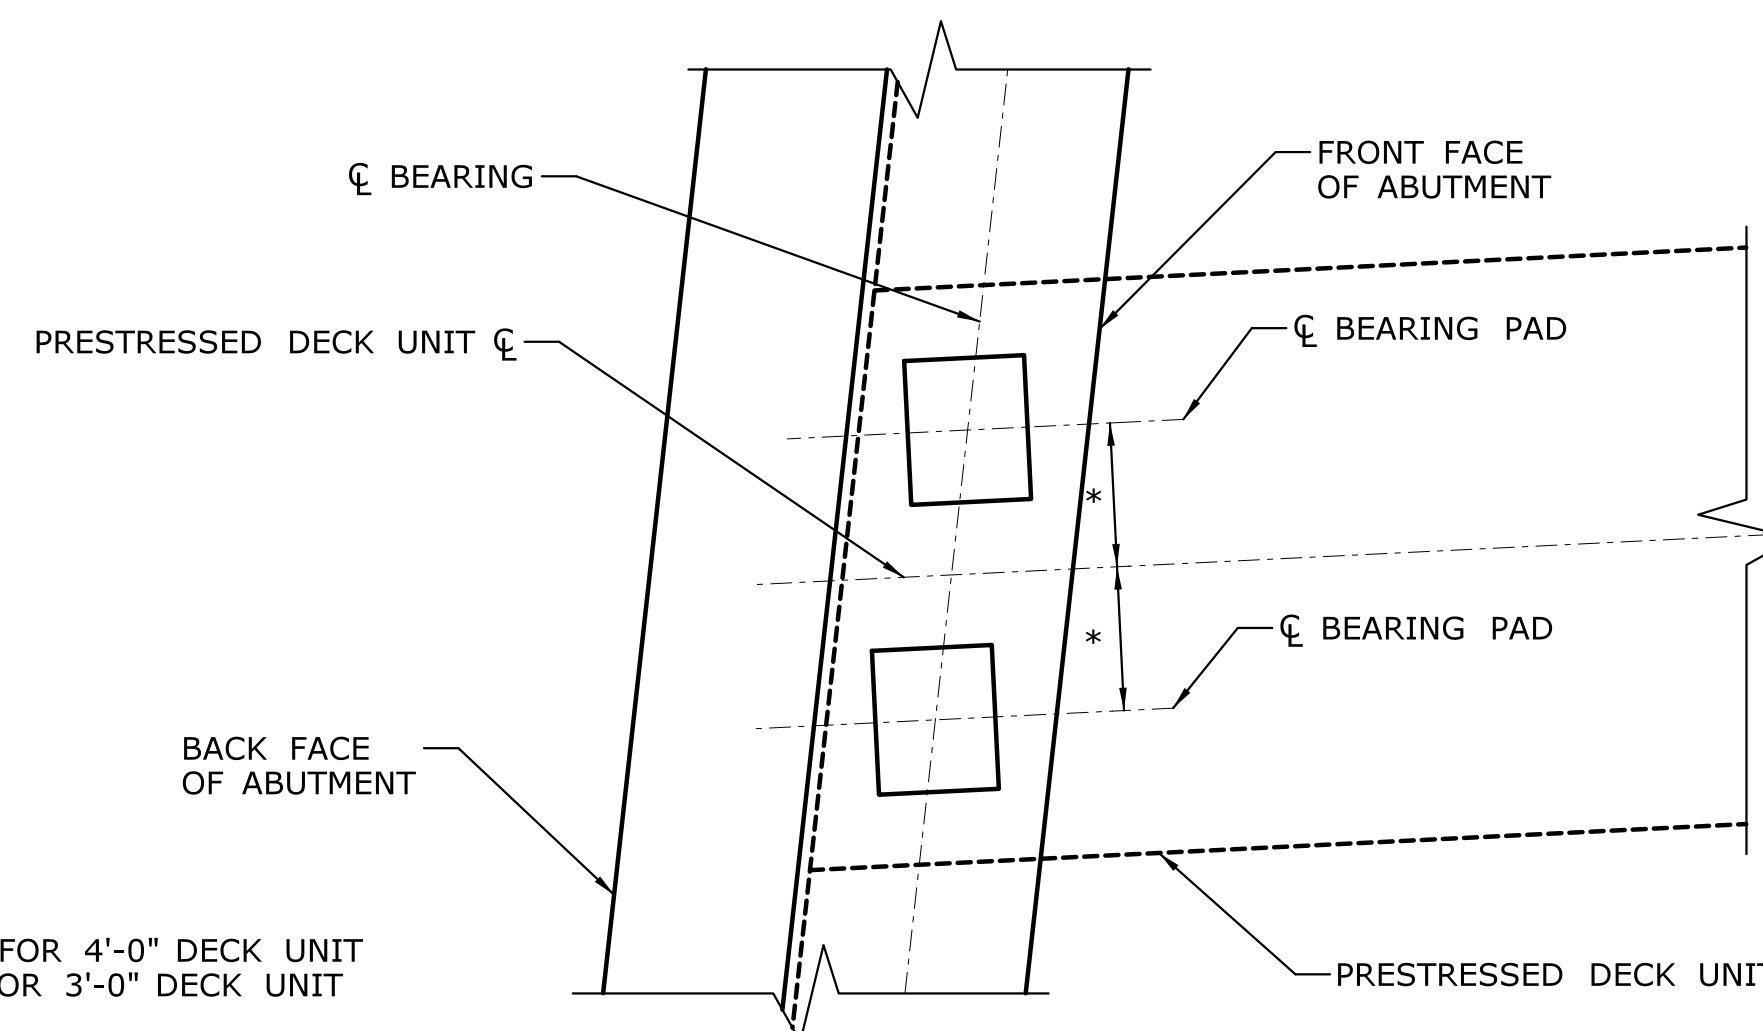 ℄ BEARING
FRONT FACE
OF ABUTMENT
PRESTRESSED DECK UNIT ℄
℄ BEARING PAD
*
*
℄ BEARING PAD
BACK FACE
OF ABUTMENT
FOR 4'-0" DECK UNIT
OR 3'-0" DECK UNIT
PRESTRESSED DECK UNIT